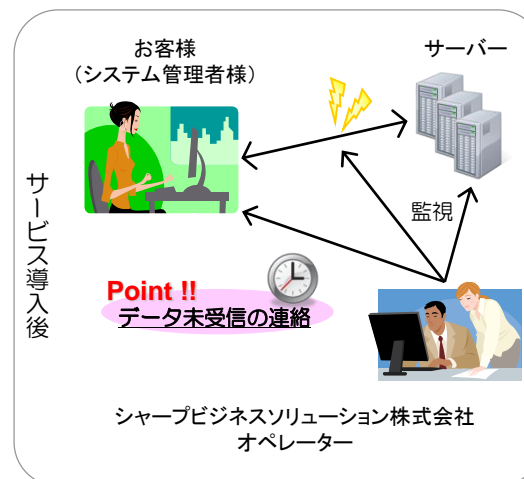 お客様
（システム管理者様）
サーバー
サービス導入後
監視
Point !!
データ未受信の連絡
シャープビジネスソリューション株式会社
オペレーター